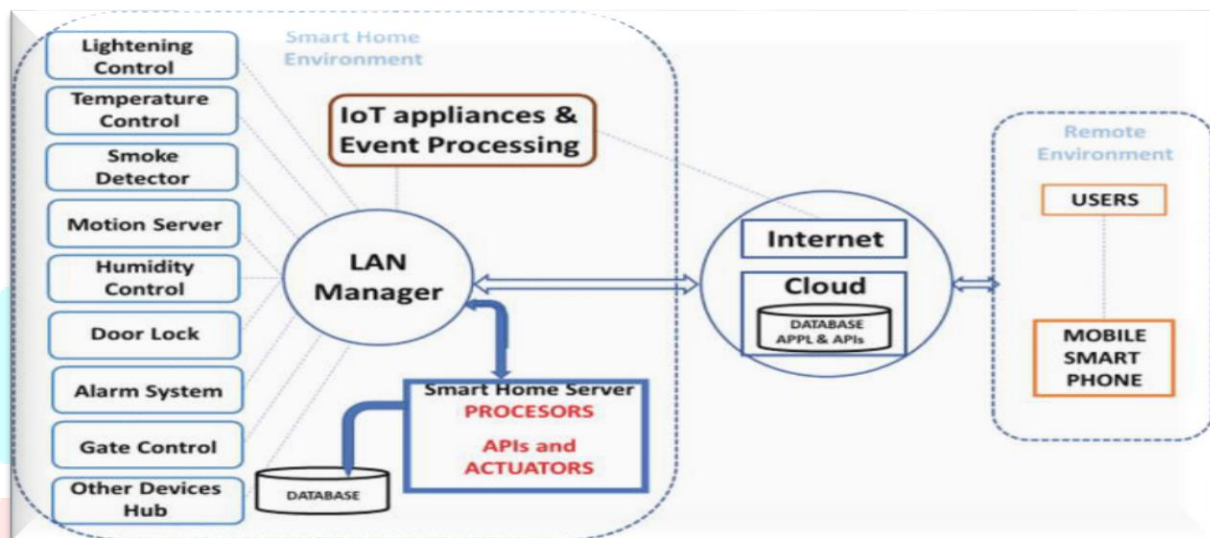 Smart Home
Environment
Lightening
Control
Temperature
Control
Smoke
Detector
Motion Server
Humidity
Control
Door Lock
Alarm System
Gate Control
Other Devices
Hub
IoT appliances &
Event Processing
LAN
Manager
Smart Home Server
PROCESORS
APIs and
ACTUATORS
DATABASE
Internet
Cloud
DATABASE
APPL & APIs
Remote
Environment
USERS
MOBILE
SMART
PHONE